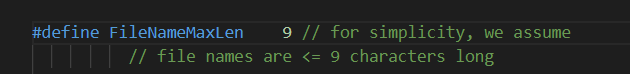 #define FileNameMaxLen    9 // for simplicity, we assume
// file names are <= 9 characters long